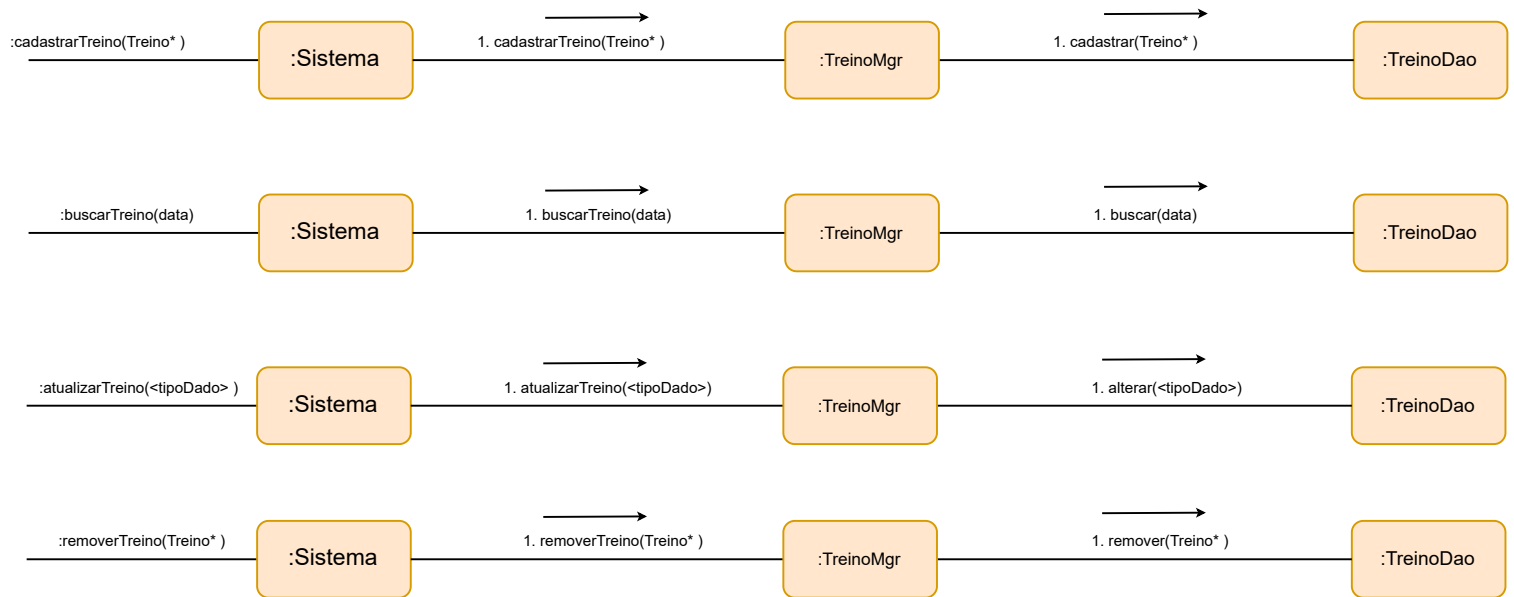 :cadastrarTreino(Treino* )
:Sistema
1. cadastrarTreino(Treino* )
:TreinoMgr
1. cadastrar(Treino* )
:TreinoDao
:buscarTreino(data)
:Sistema
1. buscarTreino(data)
:TreinoMgr
1. buscar(data)
:TreinoDao
:atualizarTreino(<tipoDado> )
:Sistema
1. atualizarTreino(<tipoDado>)
:TreinoMgr
1. alterar(<tipoDado>)
:TreinoDao
:removerTreino(Treino* )
:Sistema
1. removerTreino(Treino* )
:TreinoMgr
1. remover(Treino* )
:TreinoDao